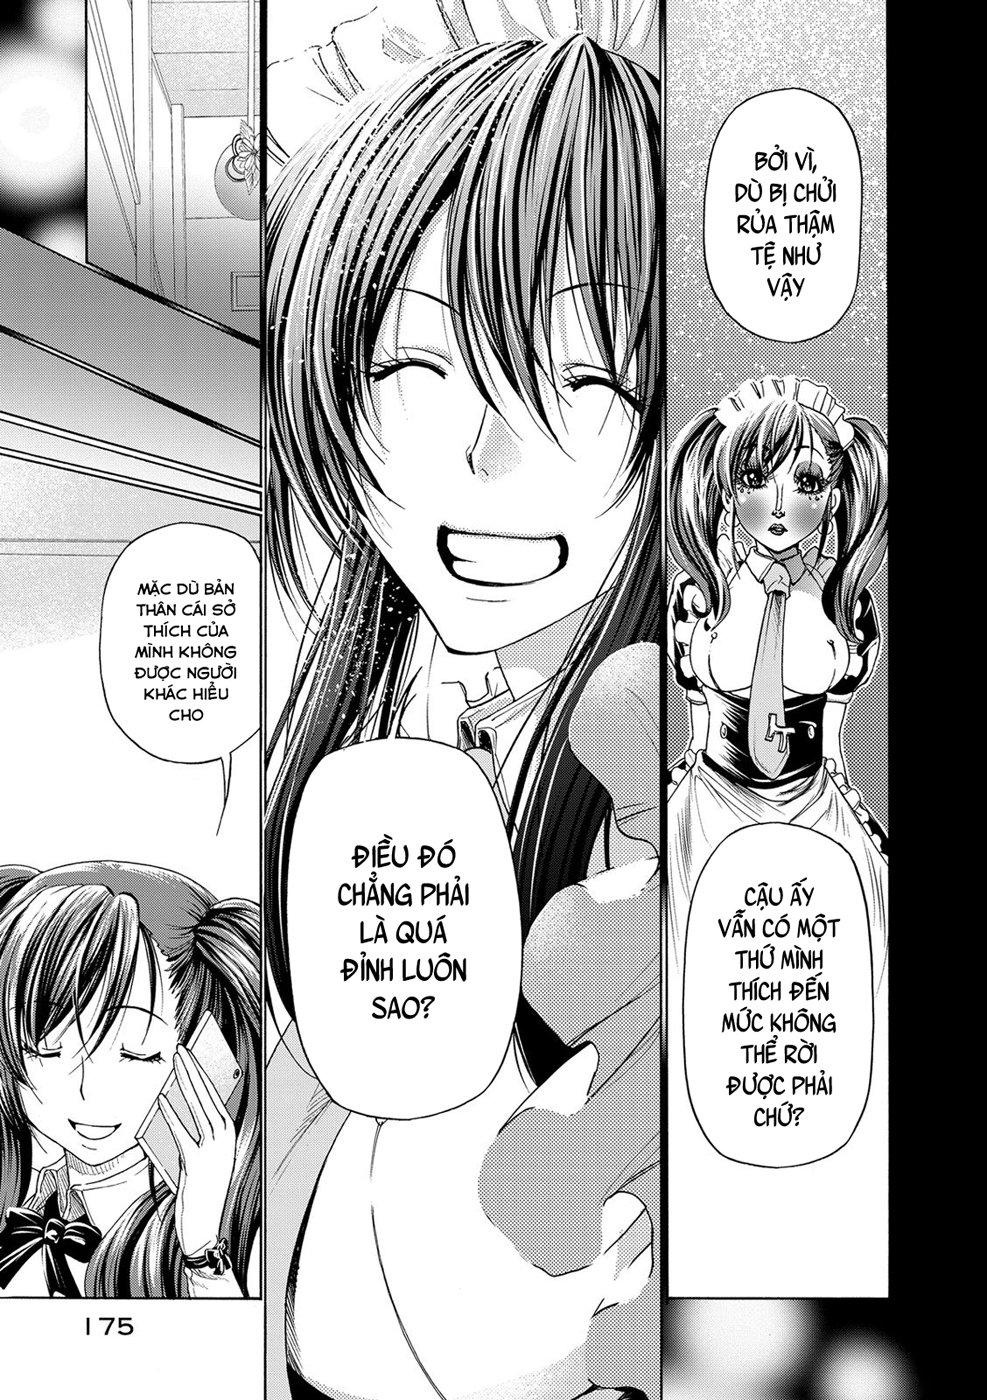 BỞI VÌ,
DÙ BỊ CHỬI
RỦA THẬM
TỆ NHƯ
VẬY
CẬU ẤY
VẪN CÓ MỘT
THỨ MÌNH
THÍCH ĐẾN
MỨC KHÔNG
THỂ RỜI
ĐƯỢC PHẢI
CHỨ?
ĐIỀU ĐÓ
CHẲNG PHẢI
LÀ QUÁ
ĐỈNH LUÔN
SAO?
MẶC DÙ BẢN
THÂN CÁI SỞ
THÍCH CỦA
MÌNH KHÔNG
ĐƯỢC NGƯỜI
KHÁC HIỂU
CHO
175